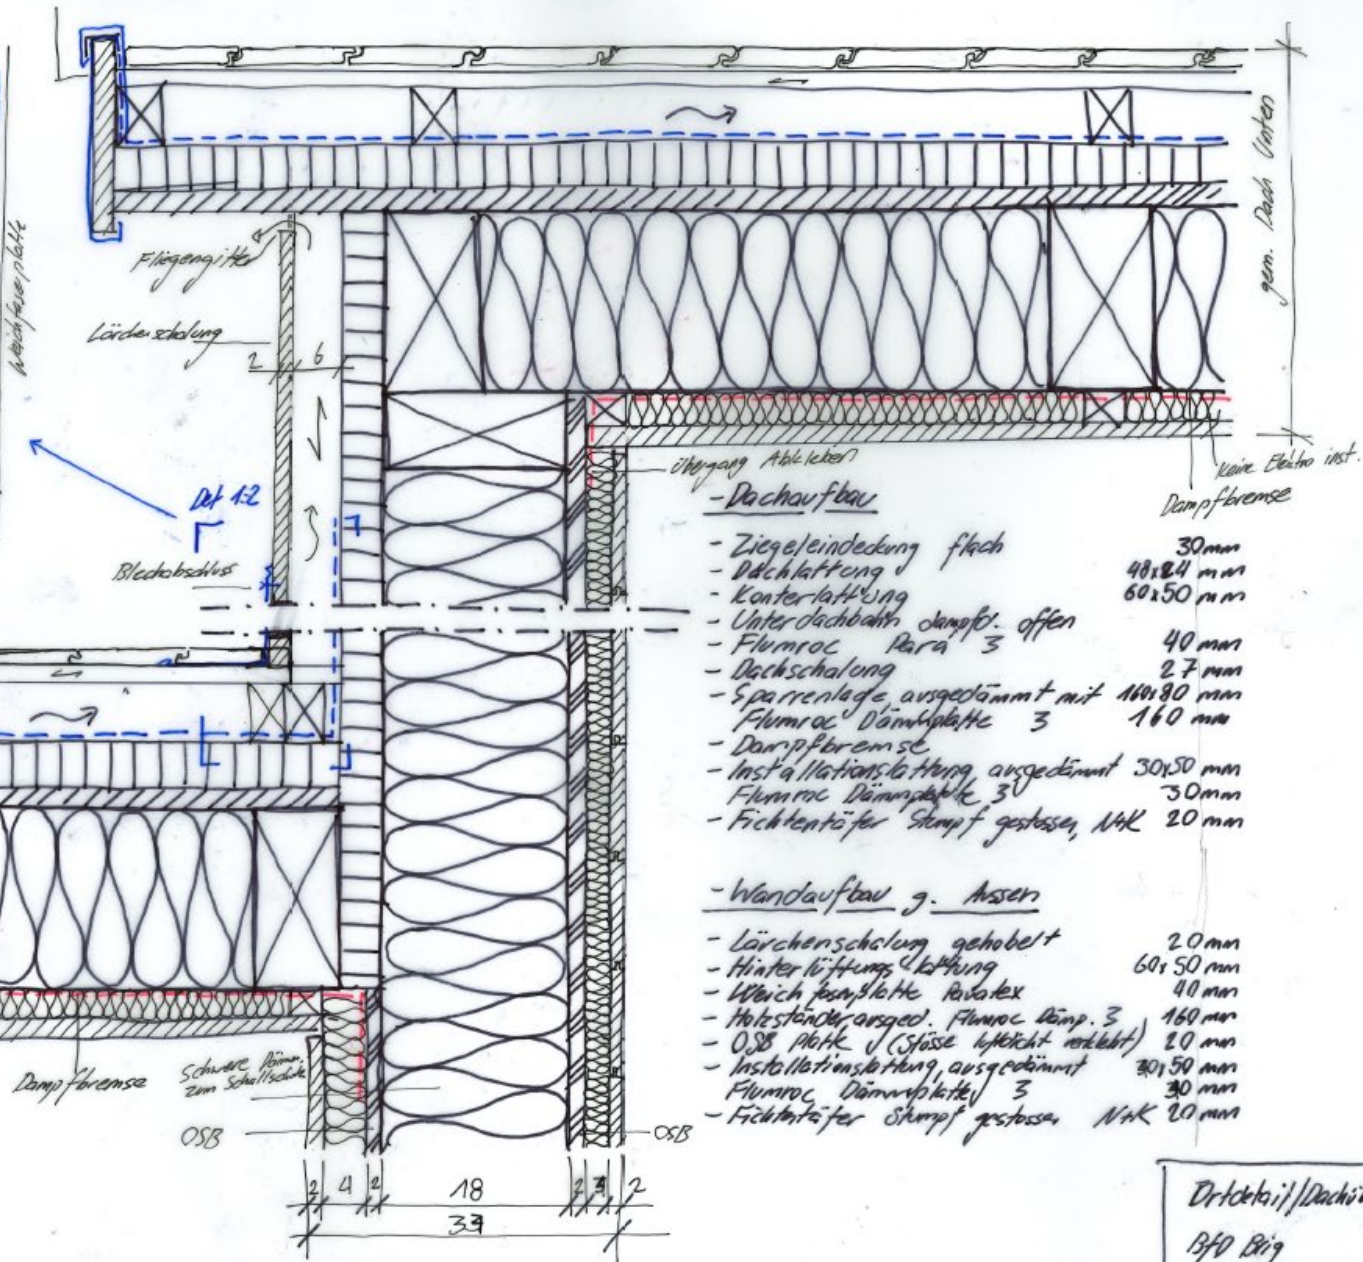 Weichfaserplatte
Fliegengitter
Lärchenschalung
2 6
gem. Dach Unten
Det 1:2
Blechabschluss
Übergang Abkleben
Keine Elektro inst.
Dampfbremse
- Dachaufbau
- Ziegeleindeckung flach 30 mm
- Dachlattung 48x24 mm
- Konterlattung 60x50 mm
- Unterdachbahn dampfd. offen
- Flumroc Para 3 40 mm
- Dachschalung 27 mm
- Sparrenlage, ausgedämmt mit 160x80 mm
Flumroc Dämmplatte 3 160 mm
- Dampfbremse
- Installationslattung, ausgedämmt 30x50 mm
Flumroc Dämmplatte 3 30 mm
- Fichtentäfer Stumpf gestossen, N+K 20 mm
- Wandaufbau g. Aussen
- Lärchenschalung gehobelt 20 mm
- Hinterlüftungslattung 60x50 mm
- Weichfaserplatte Pavatex 40 mm
- Holzständer ausged. Flumroc Dämp. 3 160 mm
- OSB Platte (Stösse luftdicht verklebt) 20 mm
- Installationslattung, ausgedämmt 30x50 mm
Flumroc Dämmplatte 3 30 mm
- Fichtentäfer Stumpf gestossen N+K 20 mm
Dampfbremse
Schwere Dämm.
zum Schallschutz
OSB
OSB
2 4 2 18 2 3 2
Ortdetail/Dachü
BFO Brig